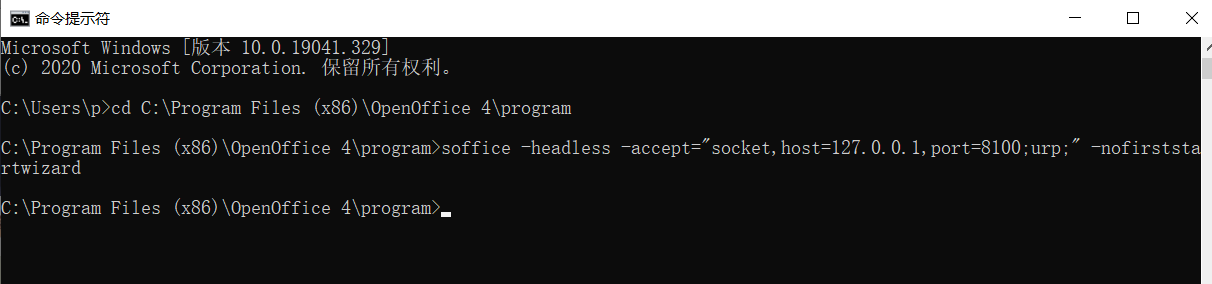 命令提示符
Microsoft Windows [版本 10.0.19041.329]
(c) 2020 Microsoft Corporation. 保留所有权利。
C:\Users\p>cd C:\Program Files (x86)\OpenOffice 4\program
C:\Program Files (x86)\OpenOffice 4\program>soffice -headless -accept="socket,host=127.0.0.1,port=8100;urp;" -nofirststa
rtwizard
C:\Program Files (x86)\OpenOffice 4\program>